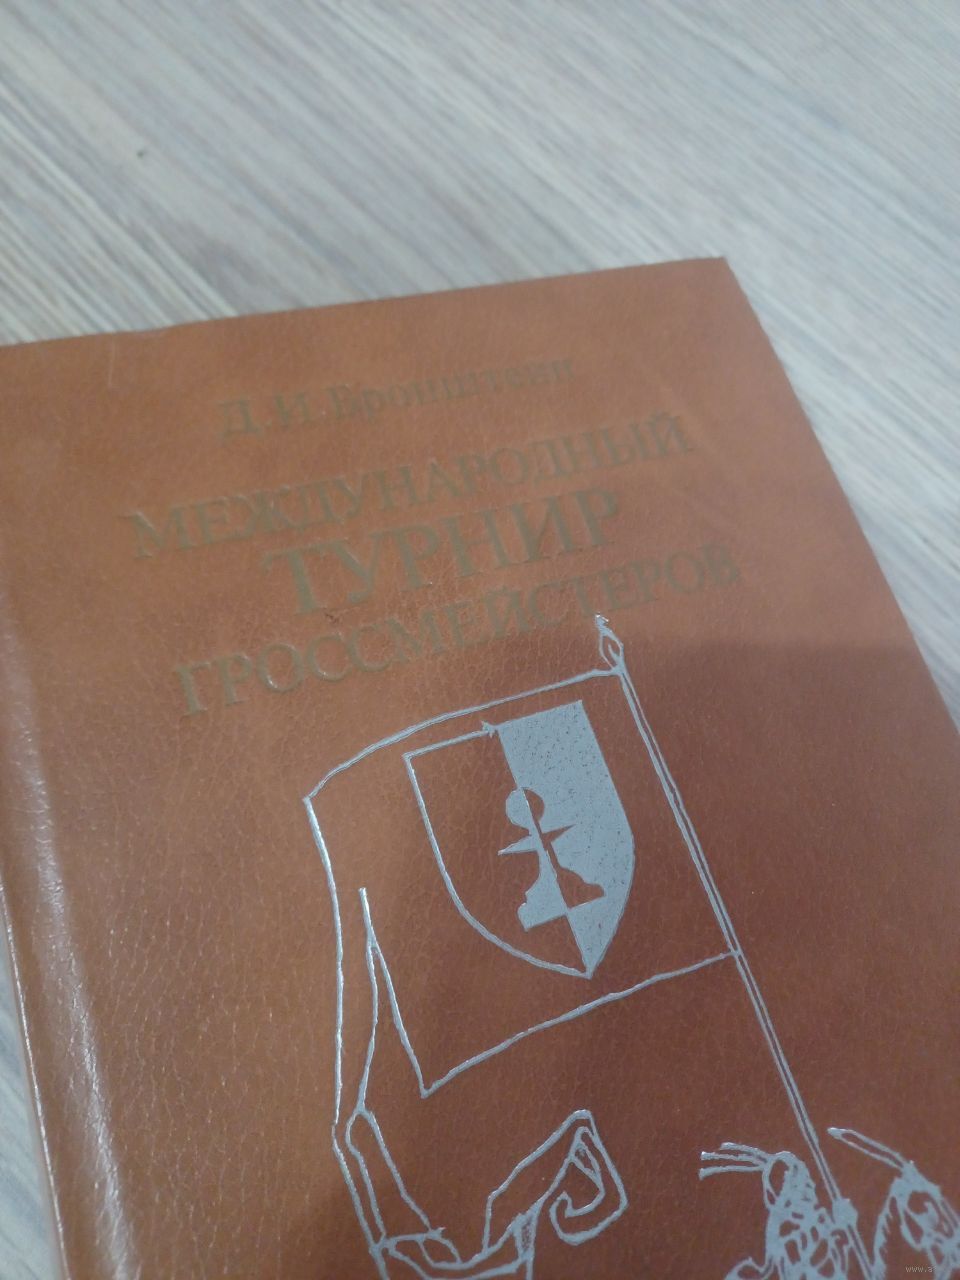 Д.И.Бронштейн
МЕЖДУНАРОДНЫЙ
ТУРНИР
ГРОССМЕЙСТЕРОВ